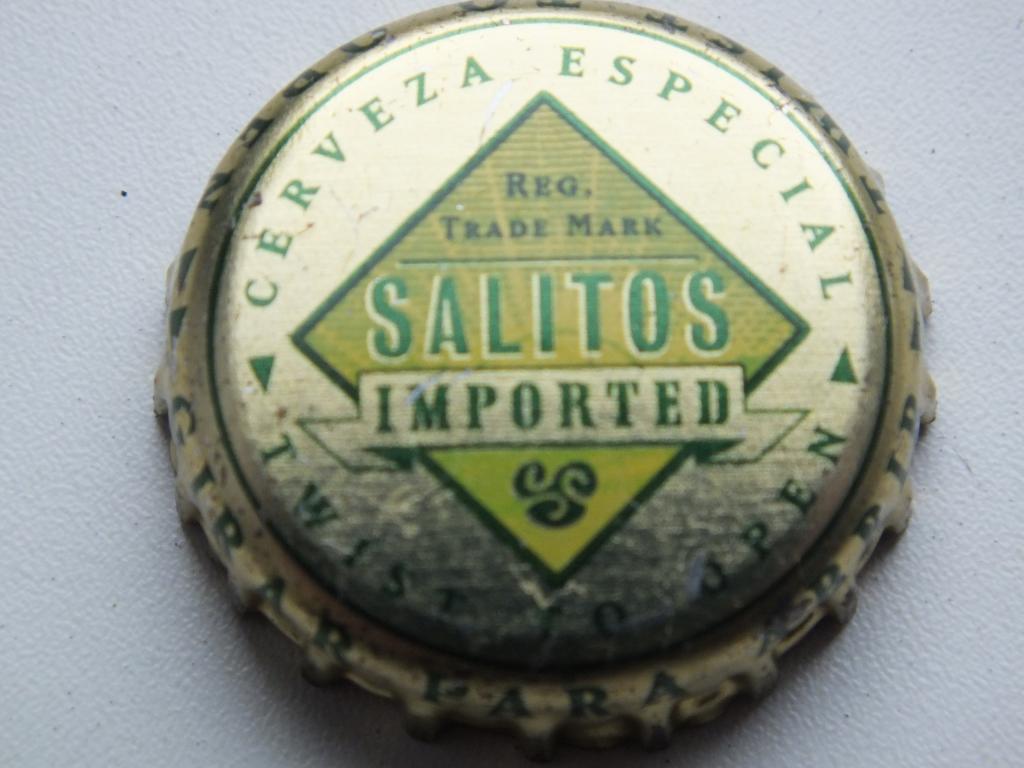 CERVEZA ESPECIAL
REG.
TRADE MARK
SALITOS
IMPORTED
TWIST TO OPEN
GIRAR PARA ABRIR